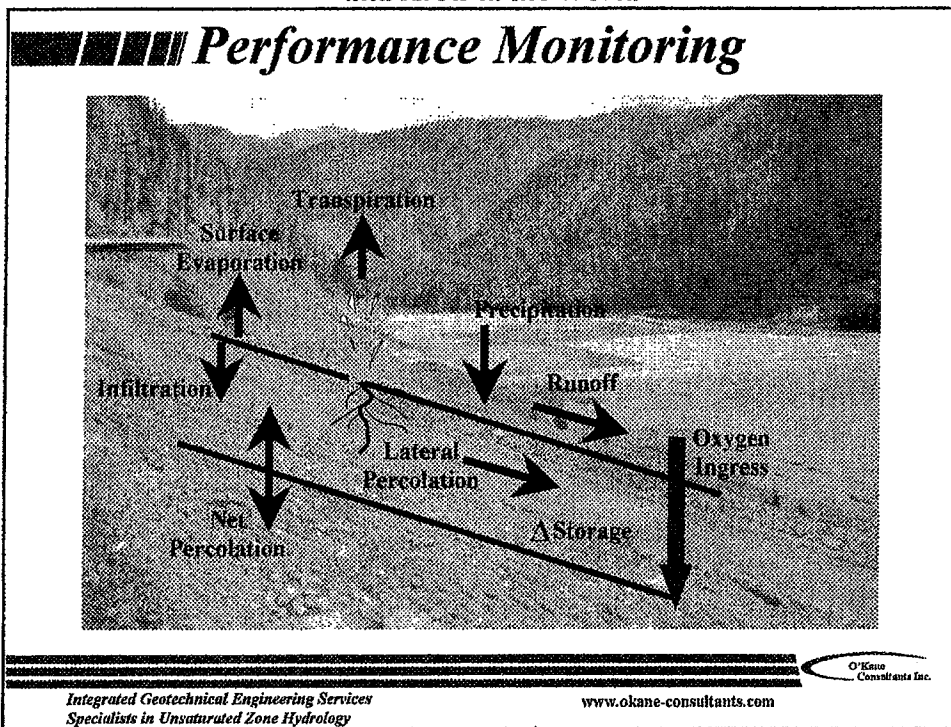 Performance Monitoring
Transpiration
Surface
Evaporation
Precipitation
Infiltration
Runoff
Oxygen
Ingress
Lateral
Percolation
Net
Percolation
Δ Storage
O'Kane
Consultants Inc.
Integrated Geotechnical Engineering Services
Specialists in Unsaturated Zone Hydrology
www.okane-consultants.com